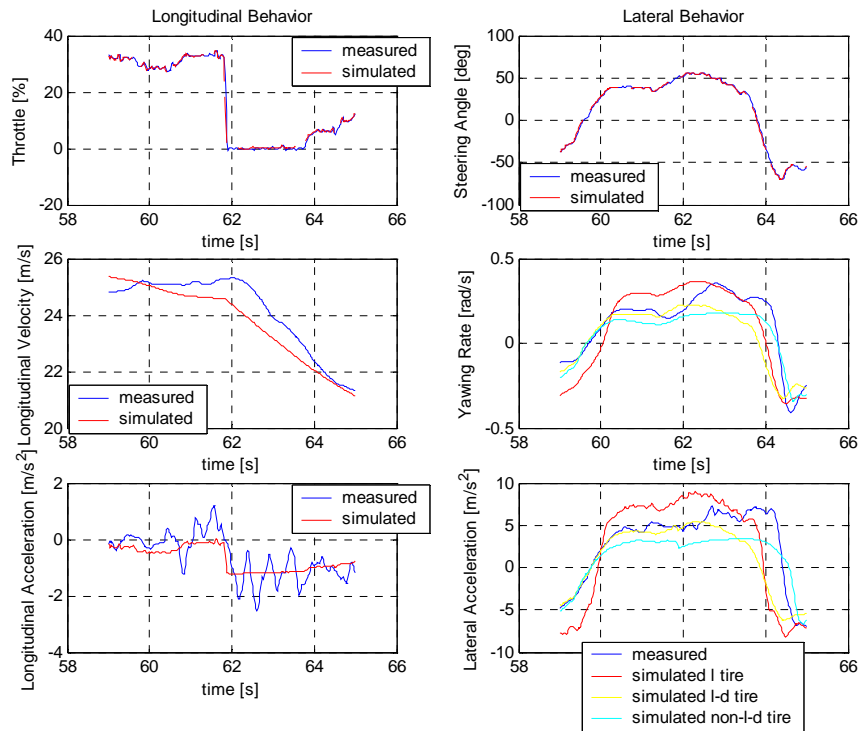 Longitudinal Behavior
Throttle [%]
40
20
0
-20
58
60
62
64
66
time [s]
measured
simulated
Lateral Behavior
Steering Angle [deg]
100
50
0
-50
-100
58
60
62
64
66
time [s]
measured
simulated
Longitudinal Velocity [m/s]
26
24
22
20
58
60
62
64
66
time [s]
measured
simulated
Yawing Rate [rad/s]
0.5
0
-0.5
58
60
62
64
66
time [s]
Longitudinal Acceleration [m/s²]
2
0
-2
-4
58
60
62
64
66
time [s]
measured
simulated
Lateral Acceleration [m/s²]
10
5
0
-5
-10
58
60
62
64
66
measured
simulated l tire
simulated l-d tire
simulated non-l-d tire